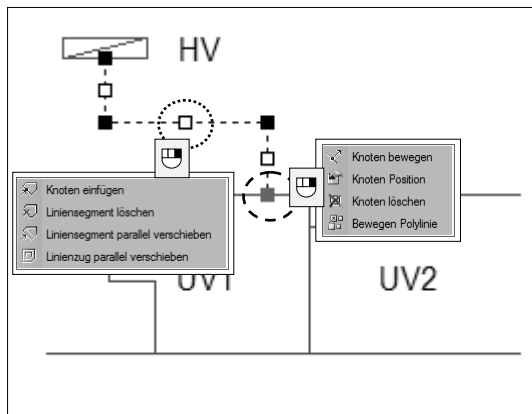 HV
Knoten bewegen
Knoten Position
Knoten löschen
Bewegen Polylinie
Knoten einfügen
Liniensegment löschen
Liniensegment parallel verschieben
Linienzug parallel verschieben
UV1
UV2